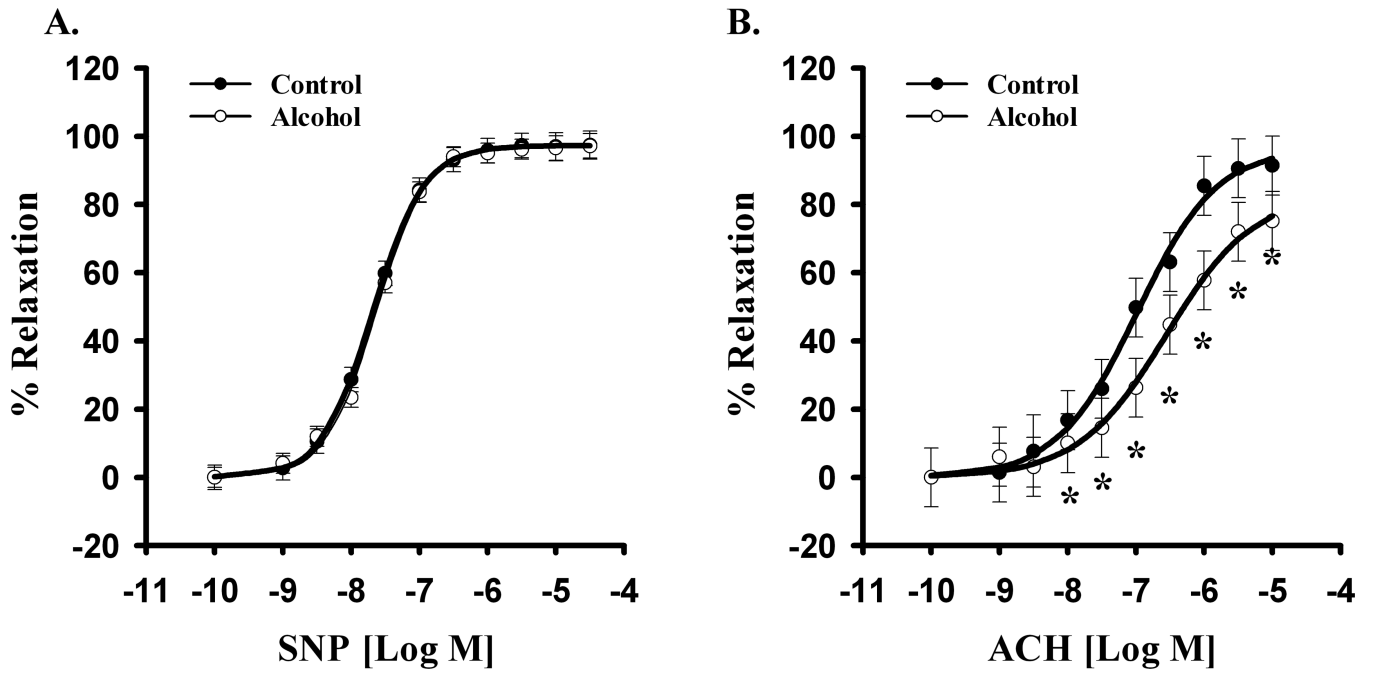 A.
120
100
80
60
40
20
0
-20
% Relaxation
Control
Alcohol
-11 -10 -9 -8 -7 -6 -5 -4
SNP [Log M]
B.
120
100
80
60
40
20
0
-20
% Relaxation
Control
Alcohol
* * * * * * *
-11 -10 -9 -8 -7 -6 -5 -4
ACH [Log M]